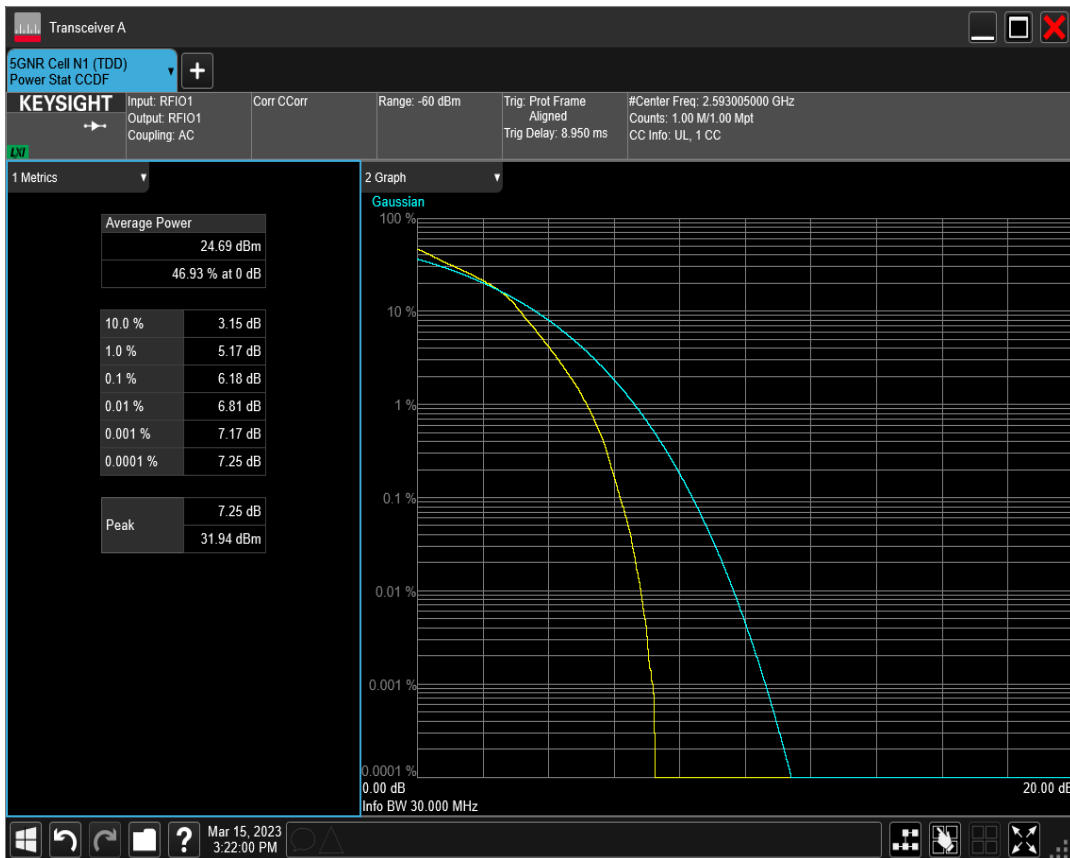 Transceiver A
5GNR Cell N1 (TDD)
Power Stat CCDF
KEYSIGHT
LXI
Input: RFIO1
Output: RFIO1
Coupling: AC
Corr CCorr
Range: -60 dBm
Trig: Prot Frame
Aligned
Trig Delay: 8.950 ms
#Center Freq: 2.593005000 GHz
Counts: 1.00 M/1.00 Mpt
CC Info: UL, 1 CC
1 Metrics
Average Power
24.69 dBm
46.93 % at 0 dB
10.0 % 3.15 dB
1.0 % 5.17 dB
0.1 % 6.18 dB
0.01 % 6.81 dB
0.001 % 7.17 dB
0.0001 % 7.25 dB
Peak 7.25 dB
31.94 dBm
2 Graph
Gaussian
100 %
10 %
1 %
0.1 %
0.01 %
0.001 %
0.0001 %
0.00 dB 20.00 dB
Info BW 30.000 MHz
? Mar 15, 2023
3:22:00 PM